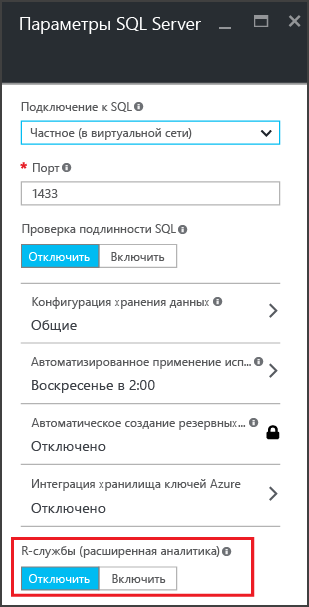 Параметры SQL Server
Подключение к SQL
Частное (в виртуальной сети)
* Порт
1433
Проверка подлинности SQL
Отключить Включить
Конфигурация хранения данных
Общие
Автоматизированное применение исп...
Воскресенье в 2:00
Автоматическое создание резервных...
Отключено
Интеграция хранилища ключей Azure
Отключено
R-службы (расширенная аналитика)
Отключить Включить